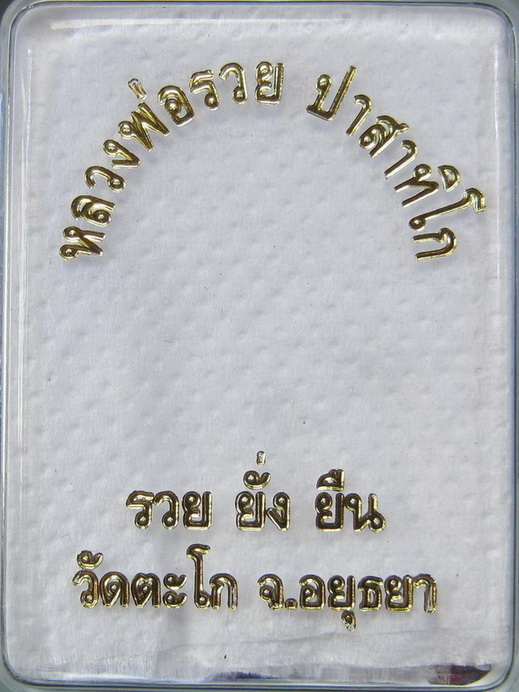 หลวงพ่อรวย ปาสาทิโก
รวย ยั่ง ยืน
วัดตะโก จ.อยุธยา